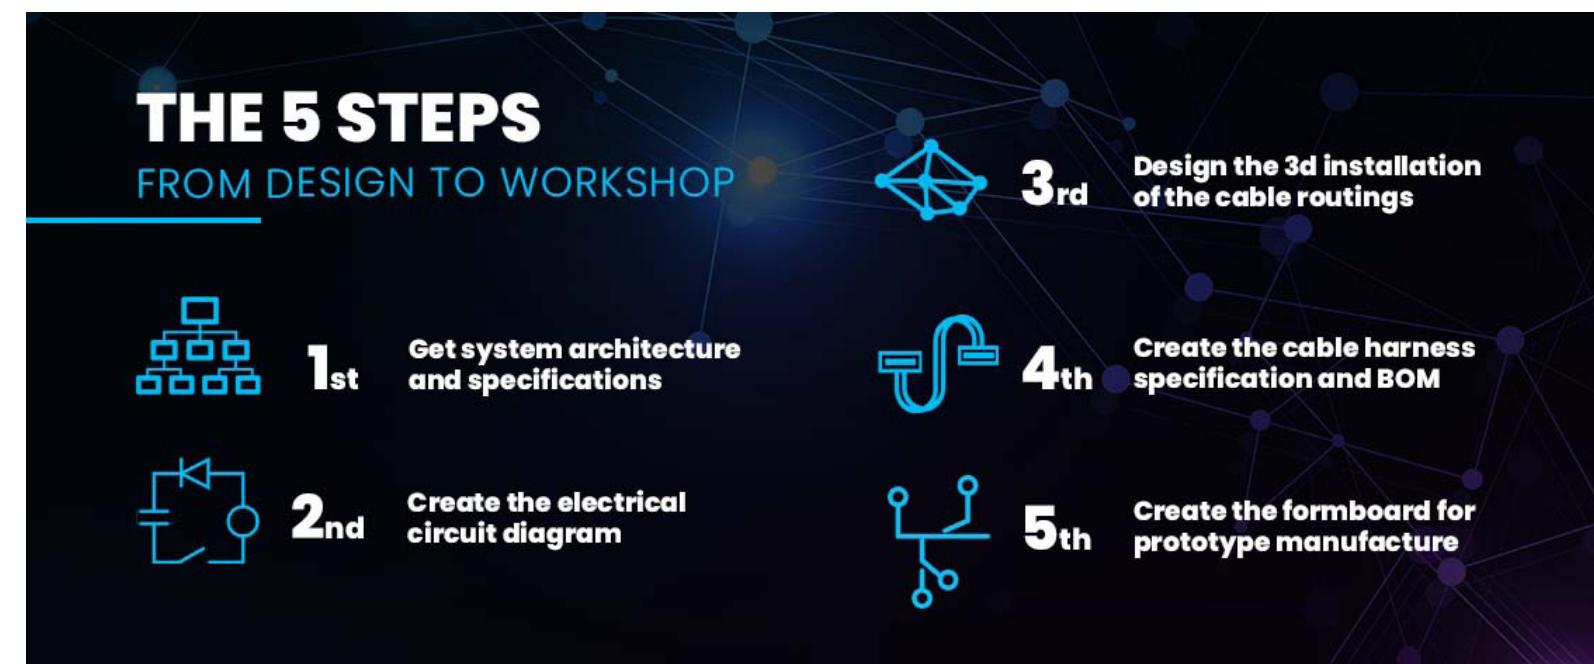 THE 5 STEPS
FROM DESIGN TO WORKSHOP
1st
Get system architecture
and specifications
2nd
Create the electrical
circuit diagram
3rd
Design the 3d installation
of the cable routings
4th
Create the cable harness
specification and BOM
5th
Create the formboard for
prototype manufacture